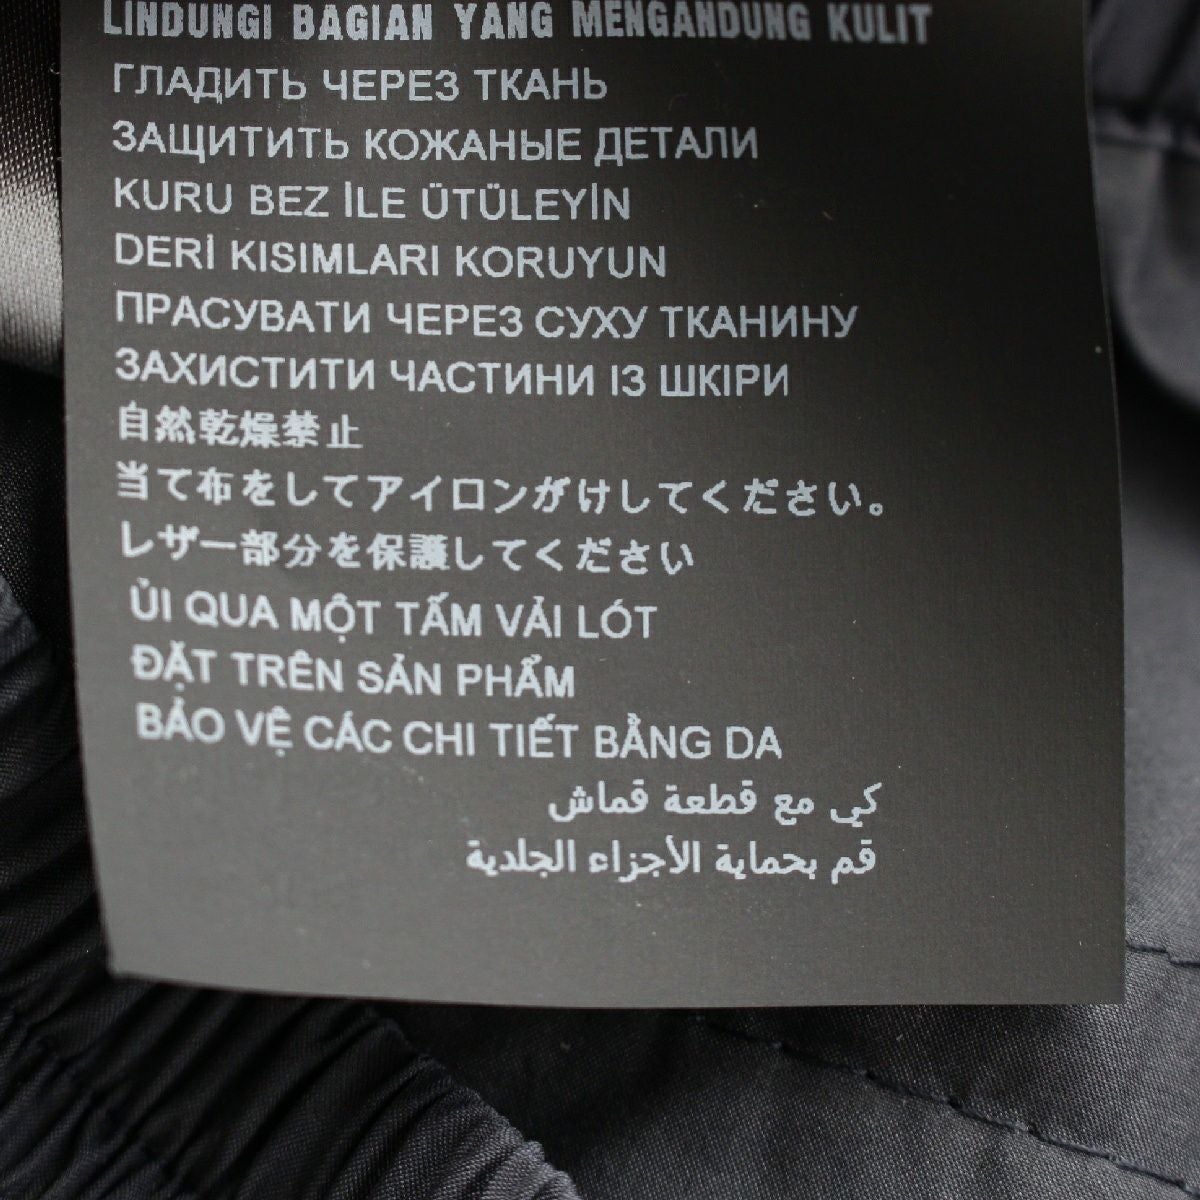 LINDUNGI BAGIAN YANG MENGANDUNG KULIT
ГЛАДИТЬ ЧЕРЕЗ ТКАНЬ
ЗАЩИТИТЬ КОЖАНЫЕ ДЕТАЛИ
KURU BEZ İLE ÜTÜLEYİN
DERİ KISIMLARI KORUYUN
ПРАСУВАТИ ЧЕРЕЗ СУХУ ТКАНИНУ
ЗАХИСТИТИ ЧАСТИНИ ІЗ ШКІРИ
自然乾燥禁止
当て布をしてアイロンがけしてください。
レザー部分を保護してください
ỦI QUA MỘT TẤM VẢI LÓT
ĐẶT TRÊN SẢN PHẨM
BẢO VỆ CÁC CHI TIẾT BẰNG DA
كي مع قطعة قماش
قم بحماية الأجزاء الجلدية